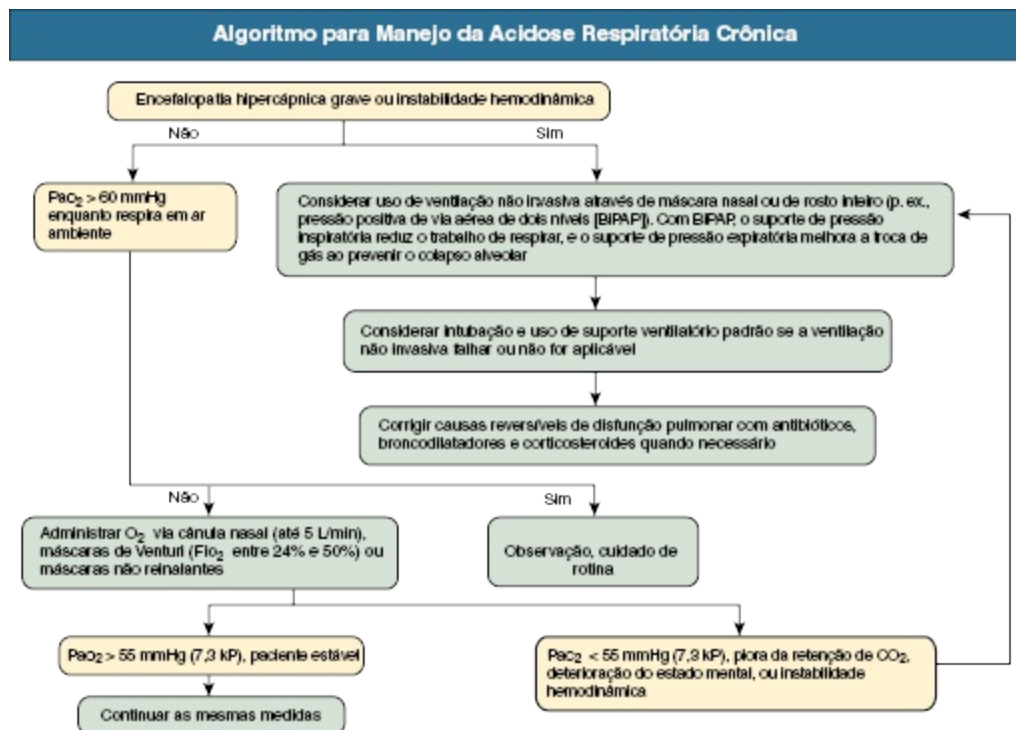 Algoritmo para Manejo da Acidose Respiratória Crônica
Encefalopatia hipercápnica grave ou instabilidade hemodinâmica
Não
Sim
Pao₂ > 60 mmHg
enquanto respira em ar
ambiente
Considerar uso de ventilação não invasiva através de máscara nasal ou de rosto inteiro (p. ex.,
pressão positiva de via aérea de dois níveis [BiPAP]). Com BiPAP, o suporte de pressão
inspiratória reduz o trabalho de respirar, e o suporte de pressão expiratória melhora a troca de
gás ao prevenir o colapso alveolar
Considerar intubação e uso de suporte ventilatório padrão se a ventilação
não invasiva falhar ou não for aplicável
Corrigir causas reversíveis de disfunção pulmonar com antibióticos,
broncodilatadores e corticosteroides quando necessário
Não
Sim
Administrar O₂ via cânula nasal (até 5 L/min),
máscaras de Venturi (Fio₂ entre 24% e 50%) ou
máscaras não reinalantes
Observação, cuidado de
rotina
Pao₂ > 55 mmHg (7,3 kP), paciente estável
Pao₂ < 55 mmHg (7,3 kP), piora da retenção de CO₂,
deterioração do estado mental, ou instabilidade
hemodinâmica
Continuar as mesmas medidas